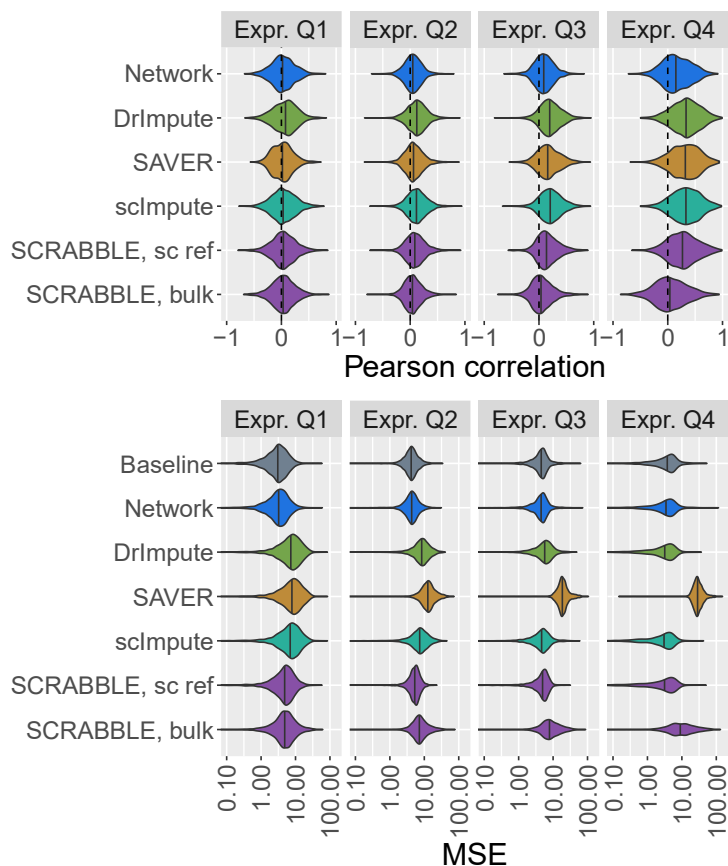 Expr. Q1 Expr. Q2 Expr. Q3 Expr. Q4
Network
DrImpute
SAVER
scImpute
SCRABBLE, sc ref
SCRABBLE, bulk
−1 0 1−1 0 1−1 0 1−1 0 1
Pearson correlation
Expr. Q1 Expr. Q2 Expr. Q3 Expr. Q4
Baseline
Network
DrImpute
SAVER
scImpute
SCRABBLE, sc ref
SCRABBLE, bulk
0.10 1.00 10.00 100.00 0.10 1.00 10.00 100.00 0.10 1.00 10.00 100.00 0.10 1.00 10.00 100.00
MSE